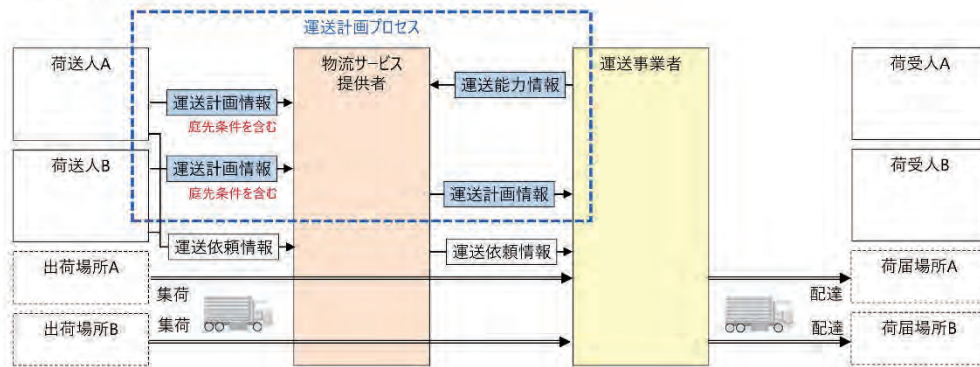 運送計画プロセス
荷送人A
物流サービス
提供者
運送事業者
荷受人A
運送計画情報
庭先条件を含む
運送能力情報
荷送人B
荷受人B
運送計画情報
庭先条件を含む
運送計画情報
運送依頼情報
運送依頼情報
出荷場所A
荷届場所A
集荷
配達
出荷場所B
集荷
配達
荷届場所B